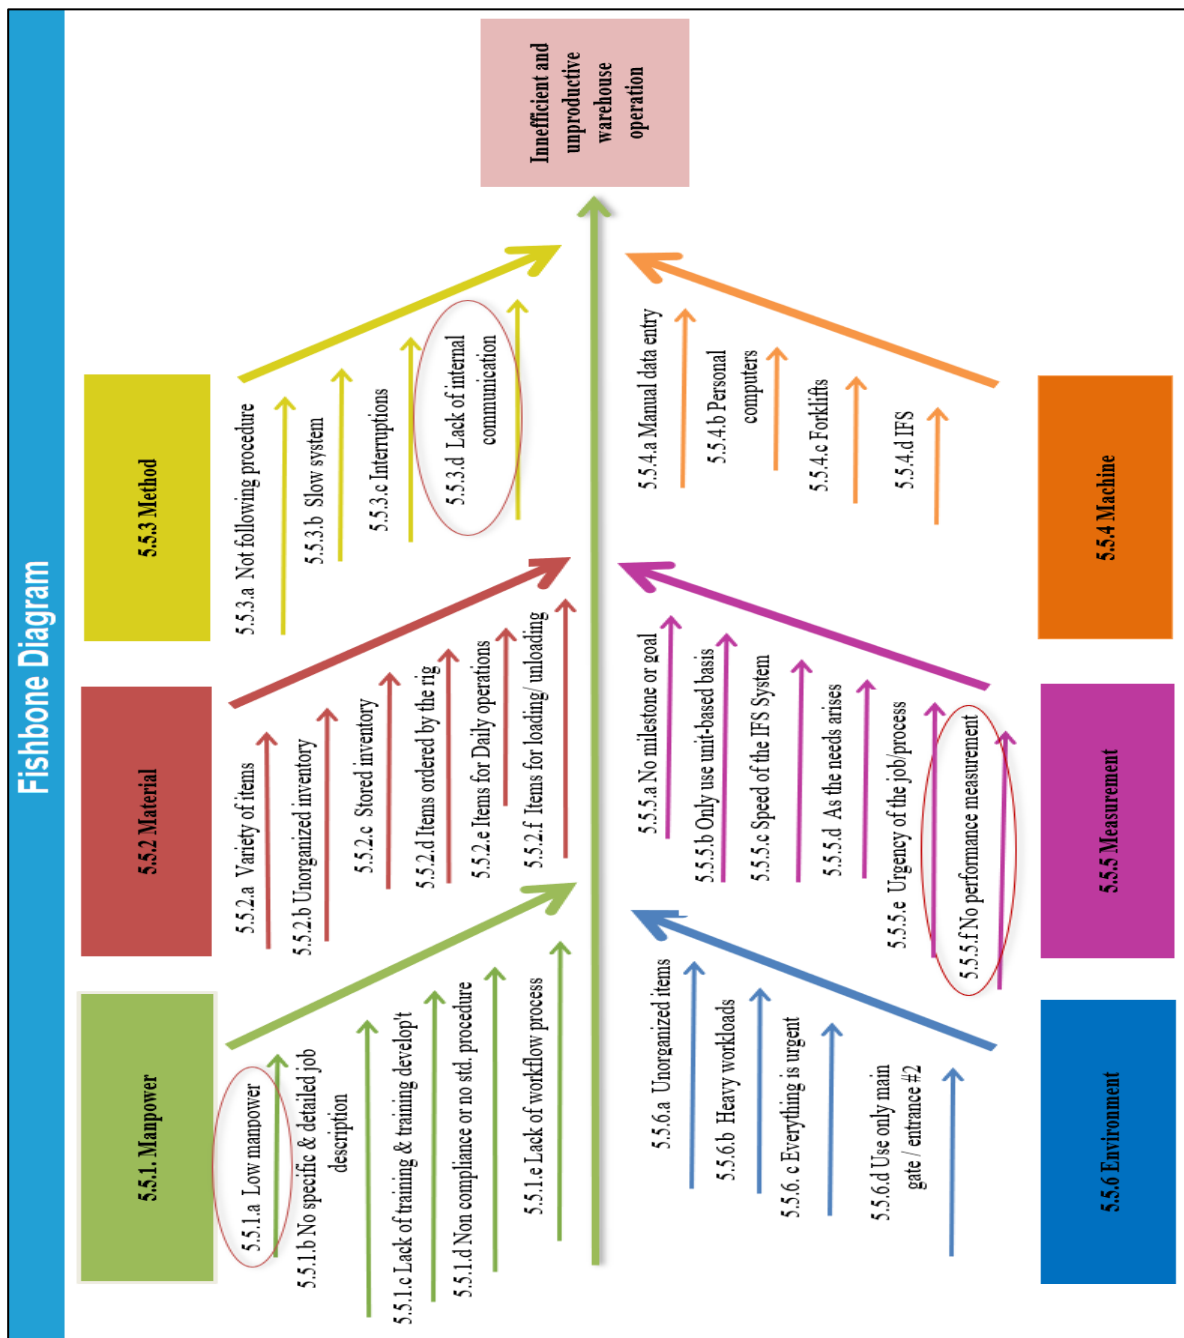 Fishbone Diagram
5.5.1. Manpower
5.5.1.a Low manpower
5.5.1.b No specific & detailed job
description
5.5.1.c Lack of training & training develop't
5.5.1.d Non compliance or no std. procedure
5.5.1.e Lack of workflow process
5.5.2 Material
5.5.2.a Variety of items
5.5.2.b Unorganized inventory
5.5.2.c Stored inventory
5.5.2.d Items ordered by the rig
5.5.2.e Items for Daily operations
5.5.2.f Items for loading/ unloading
5.5.3 Method
5.5.3.a Not following procedure
5.5.3.b Slow system
5.5.3.c Interruptions
5.5.3.d Lack of internal
communication
Innefficient and
unproductive
warehouse
operation
5.5.6.a Unorganized items
5.5.6.b Heavy workloads
5.5.6. c Everything is urgent
5.5.6.d Use only main
gate / entrance #2
5.5.6 Environment
5.5.5.a No milestone or goal
5.5.5.b Only use unit-based basis
5.5.5.c Speed of the IFS System
5.5.5.d As the needs arises
5.5.5.e Urgency of the job/process
5.5.5.f No performance measurement
5.5.5 Measurement
5.5.4.a Manual data entry
5.5.4.b Personal
computers
5.5.4.c Forklifts
5.5.4.d IFS
5.5.4 Machine